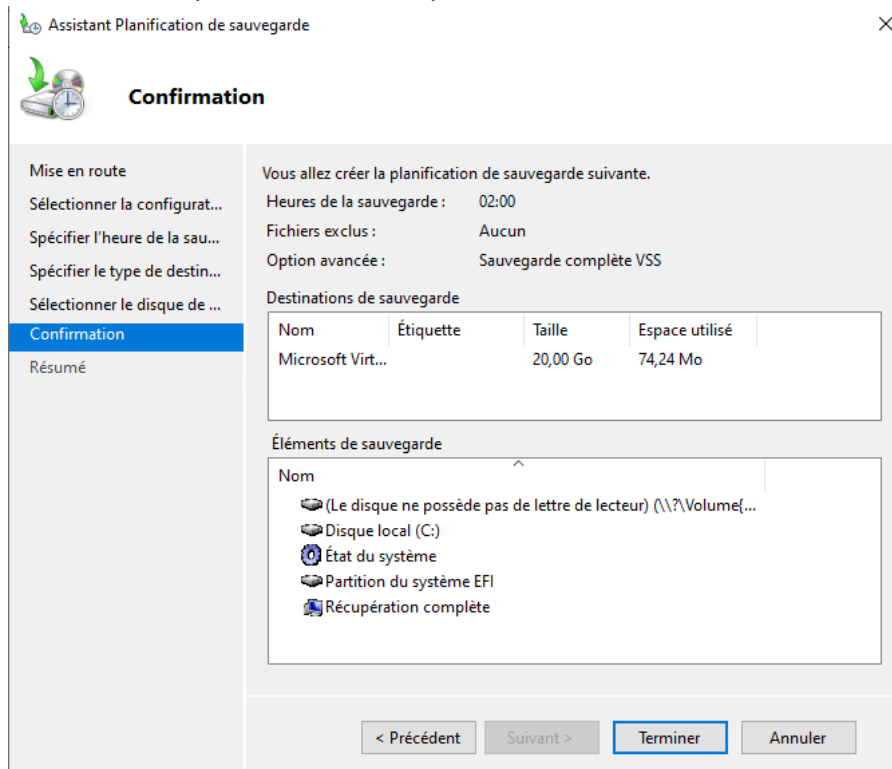 Assistant Planification de sauvegarde
Confirmation
Mise en route
Sélectionner la configurat...
Spécifier l'heure de la sau...
Spécifier le type de destin...
Sélectionner le disque de ...
Confirmation
Résumé
Vous allez créer la planification de sauvegarde suivante.
Heures de la sauvegarde : 02:00
Fichiers exclus : Aucun
Option avancée : Sauvegarde complète VSS
Destinations de sauvegarde
Nom Étiquette Taille Espace utilisé
Microsoft Virt... 20,00 Go 74,24 Mo
Éléments de sauvegarde
Nom
(Le disque ne possède pas de lettre de lecteur) (\\?\Volume{...
Disque local (C:)
État du système
Partition du système EFI
Récupération complète
< Précédent Suivant > Terminer Annuler